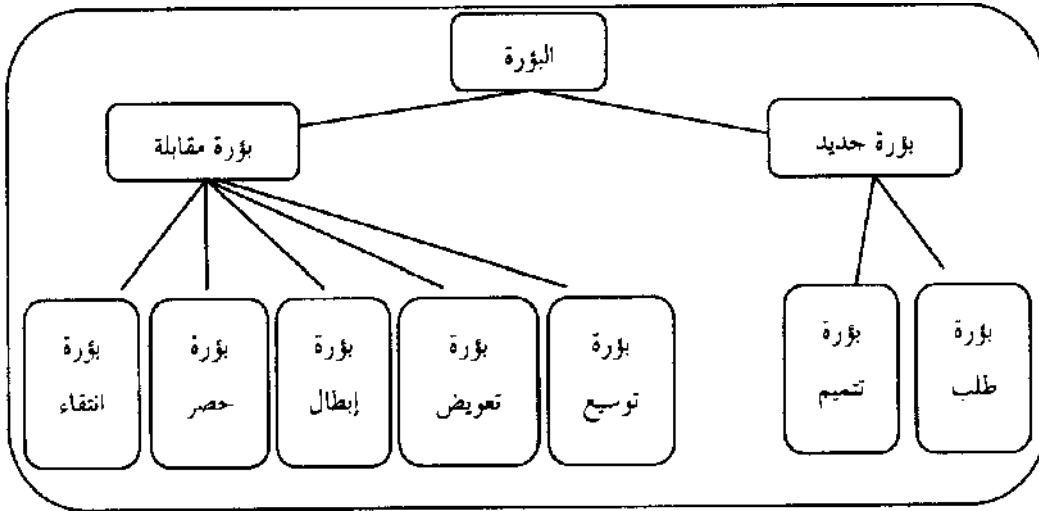 البؤرة
بؤرة جديد
بؤرة مقابلة
بؤرة
طلب
بؤرة
تتميم
بؤرة
توسيع
بؤرة
تعويض
بؤرة
إبطال
بؤرة
حصر
بؤرة
انتقاء